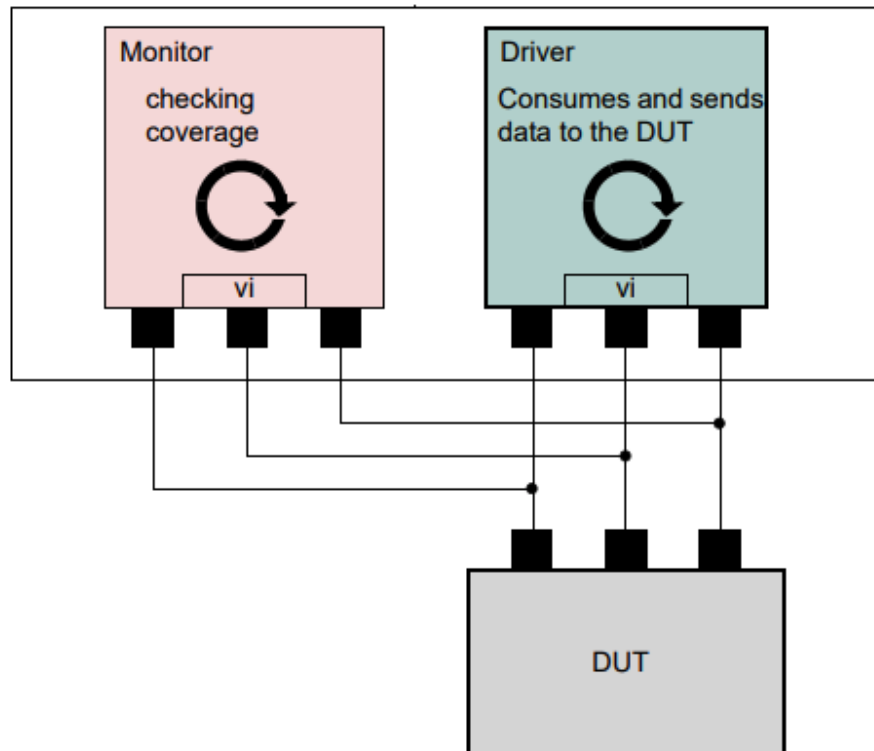 Monitor
checking
coverage
vi
Driver
Consumes and sends
data to the DUT
vi
DUT